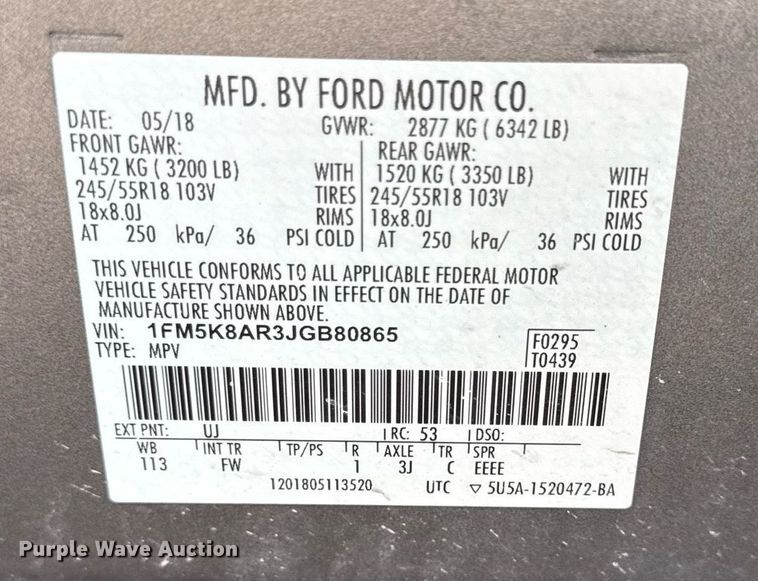 MFD. BY FORD MOTOR CO.
DATE: 05/18 GVWR: 2877 KG ( 6342 LB)
FRONT GAWR: REAR GAWR:
1452 KG ( 3200 LB) WITH 1520 KG ( 3350 LB) WITH
245/55R18 103V TIRES 245/55R18 103V TIRES
18x8.0J RIMS 18x8.0J RIMS
AT 250 kPa/ 36 PSI COLD AT 250 kPa/ 36 PSI COLD
THIS VEHICLE CONFORMS TO ALL APPLICABLE FEDERAL MOTOR
VEHICLE SAFETY STANDARDS IN EFFECT ON THE DATE OF
MANUFACTURE SHOWN ABOVE.
VIN: 1FM5K8AR3JGB80865 F0295
TYPE: MPV T0439
EXT PNT: UJ RC: 53 DSO:
WB INT TR TP/PS R AXLE TR SPR
113 FW 1 3J C EEEE
1201805113520 UTC ▽ 5U5A-1520472-BA
Purple Wave Auction